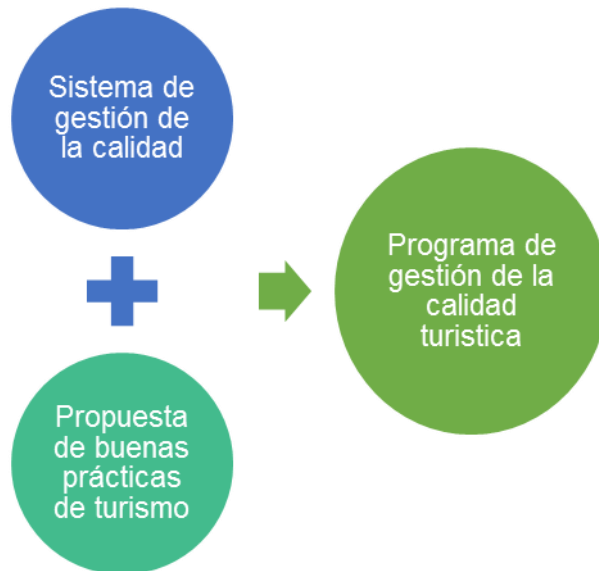 Sistema de
gestión de
la calidad
Propuesta
de buenas
prácticas
de turismo
Programa de
gestión de la
calidad
turistica